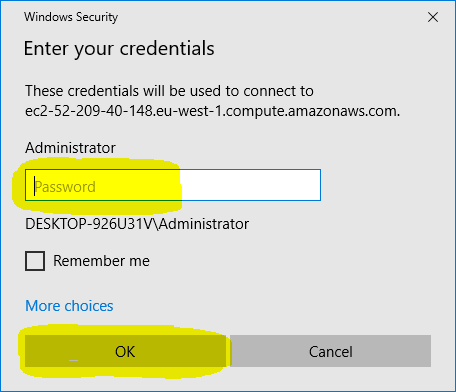 Windows Security
Enter your credentials
These credentials will be used to connect to
ec2-52-209-40-148.eu-west-1.compute.amazonaws.com.
Administrator
Password
DESKTOP-926U31V\Administrator
Remember me
More choices
OK
Cancel